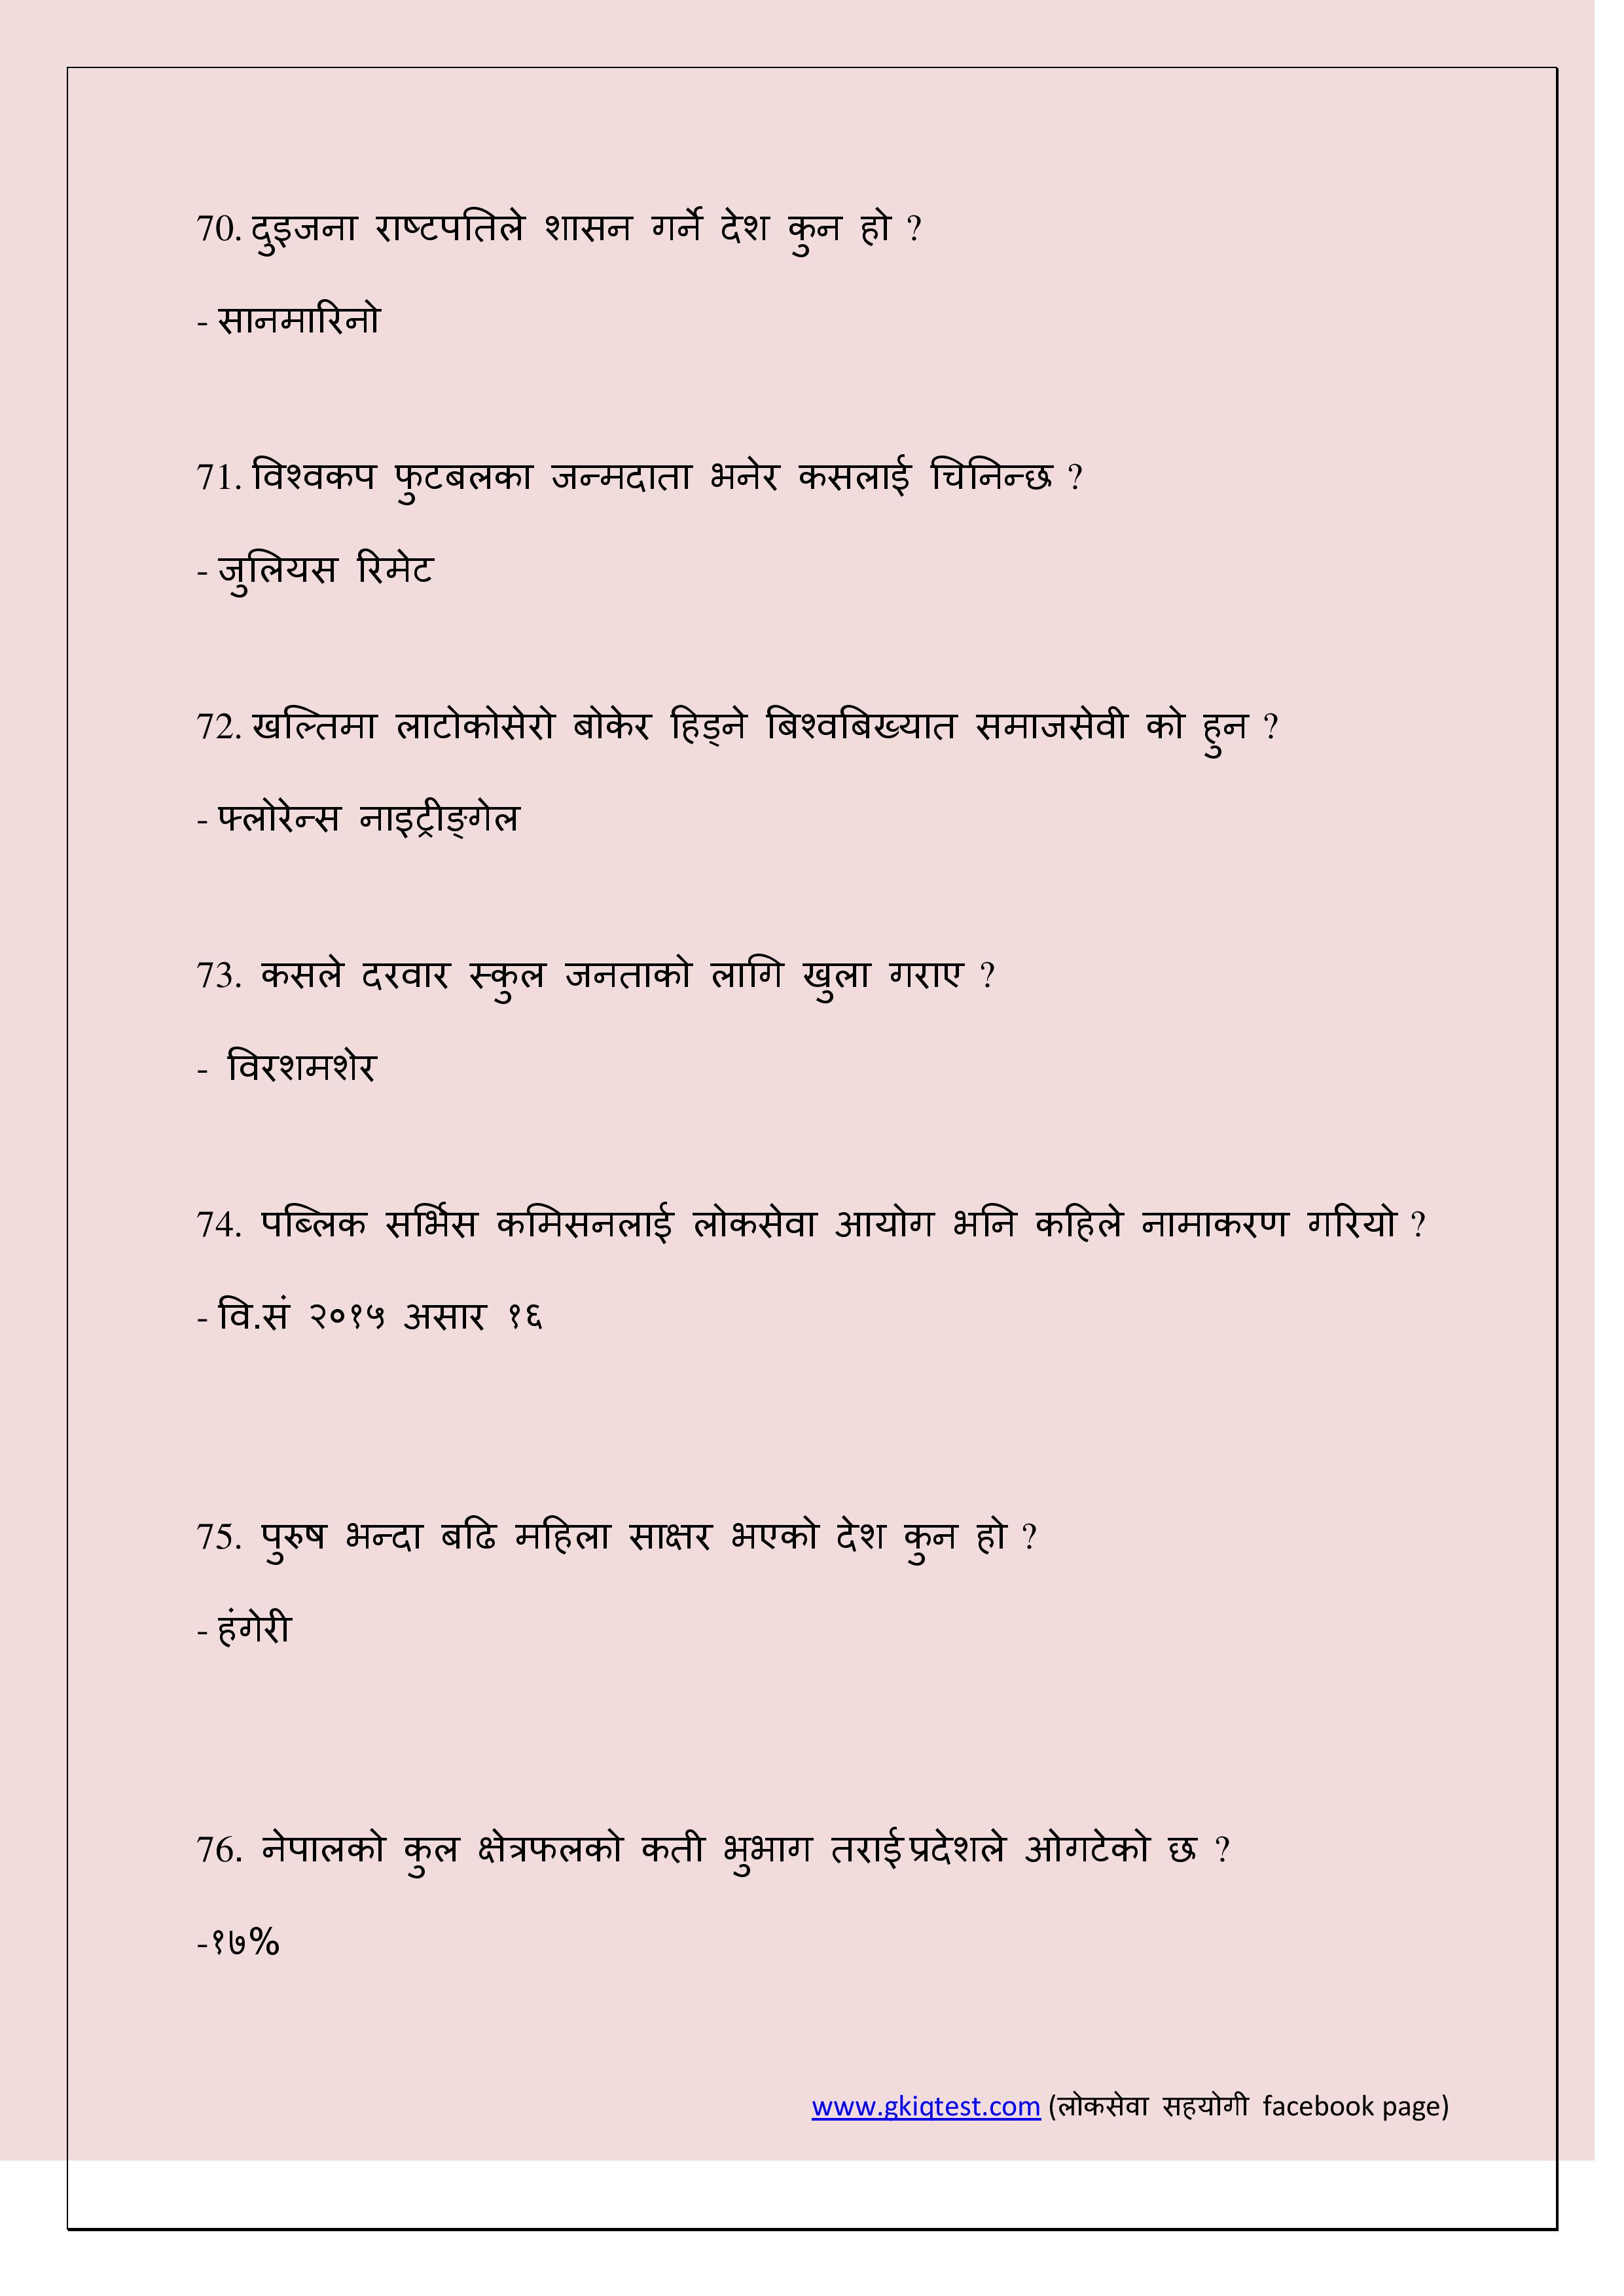 70. दुइजना राष्टपतिले शासन गर्ने देश कुन हो ?
- सानमारिनो
71. विश्वकप फुटबलका जन्मदाता भनेर कसलाई चिनिन्छ ?
- जुलियस रिमेट
72. खल्तिमा लाटोकोसेरो बोकेर हिड्ने बिश्वबिख्यात समाजसेवी को हुन ?
- फ्लोरेन्स नाइट्रीङ्गेल
73. कसले दरवार स्कुल जनताको लागि खुला गराए ?
- विरशमशेर
74. पब्लिक सर्भिस कमिसनलाई लोकसेवा आयोग भनि कहिले नामाकरण गरियो ?
- वि.सं २०१५ असार १६
75. पुरुष भन्दा बढि महिला साक्षर भएको देश कुन हो ?
- हंगेरी
76. नेपालको कुल क्षेत्रफलको कती भुभाग तराई प्रदेशले ओगटेको छ ?
-१७%
www.gkiqtest.com (लोकसेवा सहयोगी facebook page)